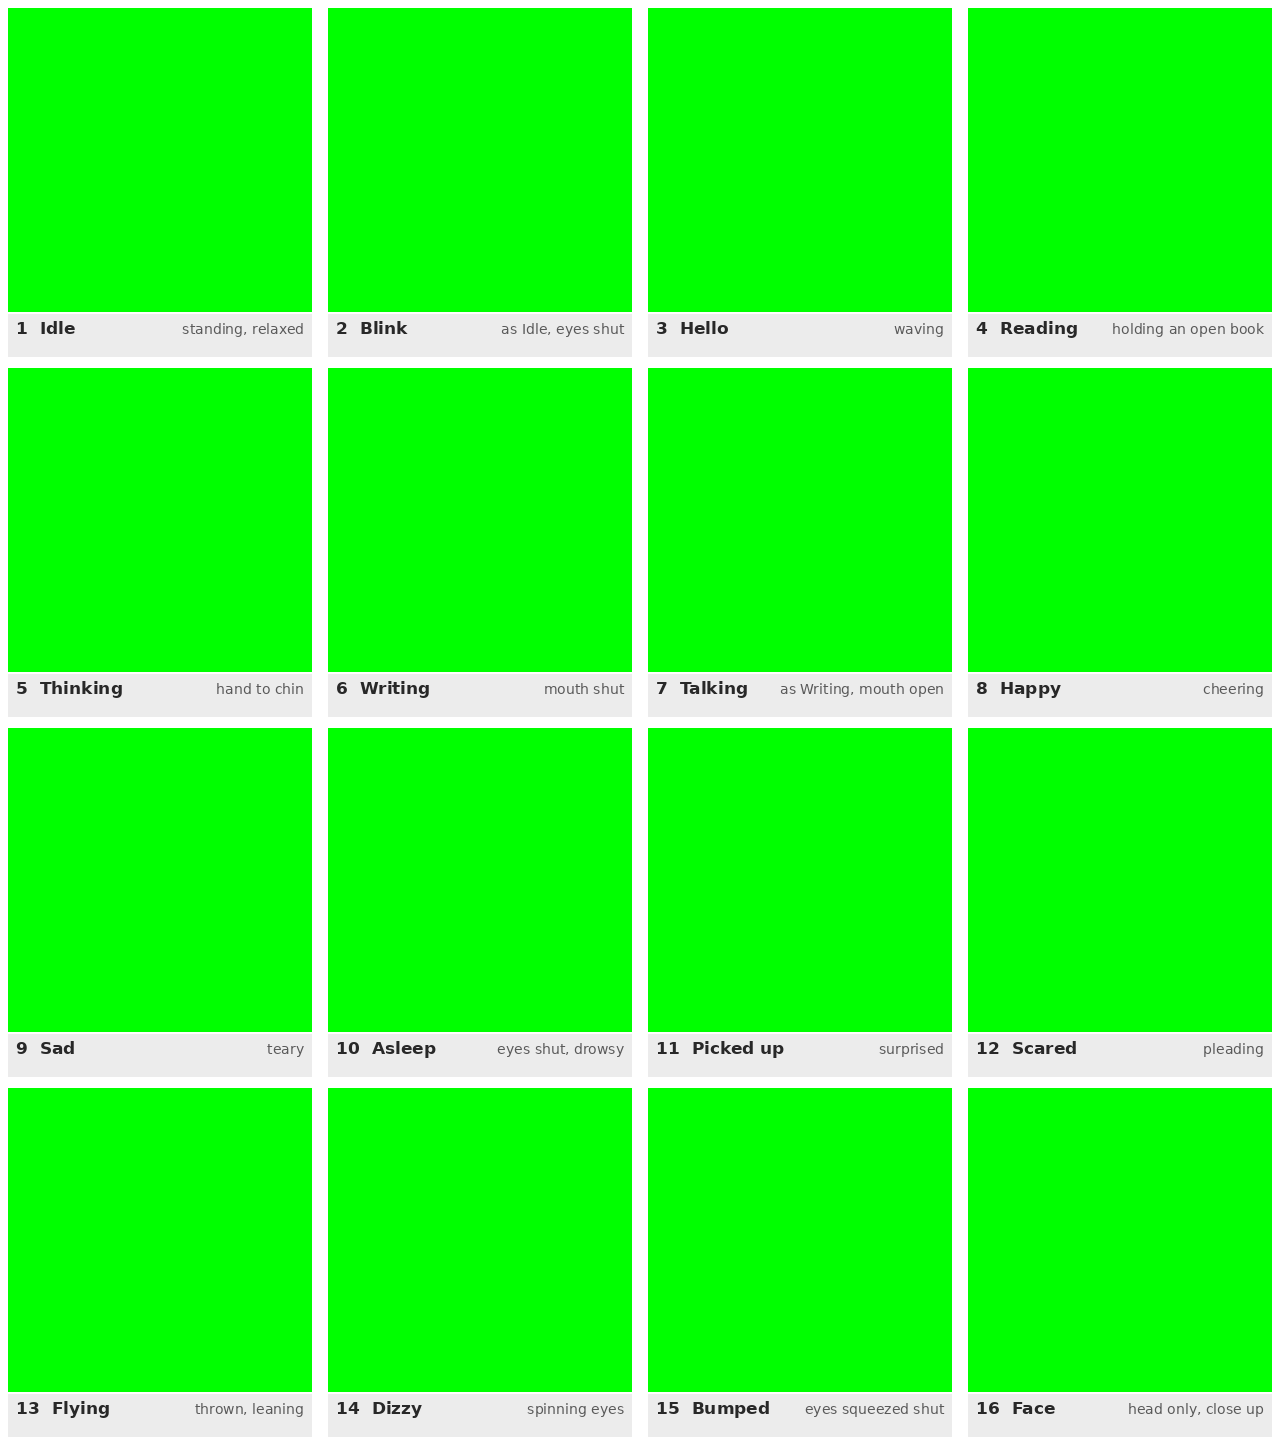 1 Idle standing, relaxed
2 Blink as Idle, eyes shut
3 Hello waving
4 Reading holding an open book
5 Thinking hand to chin
6 Writing mouth shut
7 Talking as Writing, mouth open
8 Happy cheering
9 Sad teary
10 Asleep eyes shut, drowsy
11 Picked up surprised
12 Scared pleading
13 Flying thrown, leaning
14 Dizzy spinning eyes
15 Bumped eyes squeezed shut
16 Face head only, close up